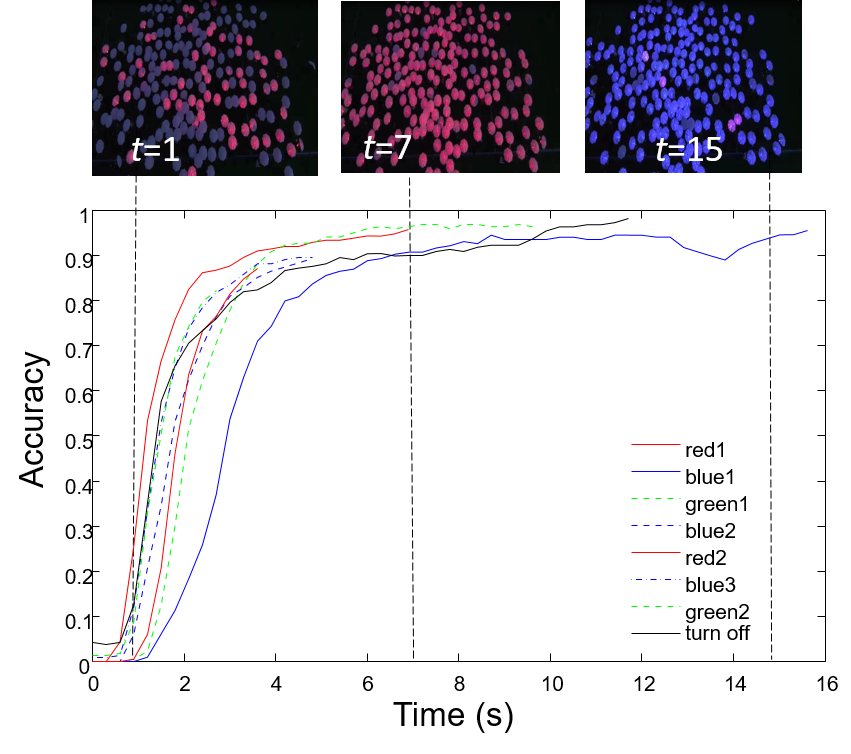 t=1
t=7
t=15
1
0.9
0.8
0.7
0.6
0.5
0.4
0.3
0.2
0.1
0
Accuracy
red1
blue1
green1
blue2
red2
blue3
green2
turn off
0 2 4 6 8 10 12 14 16
Time (s)